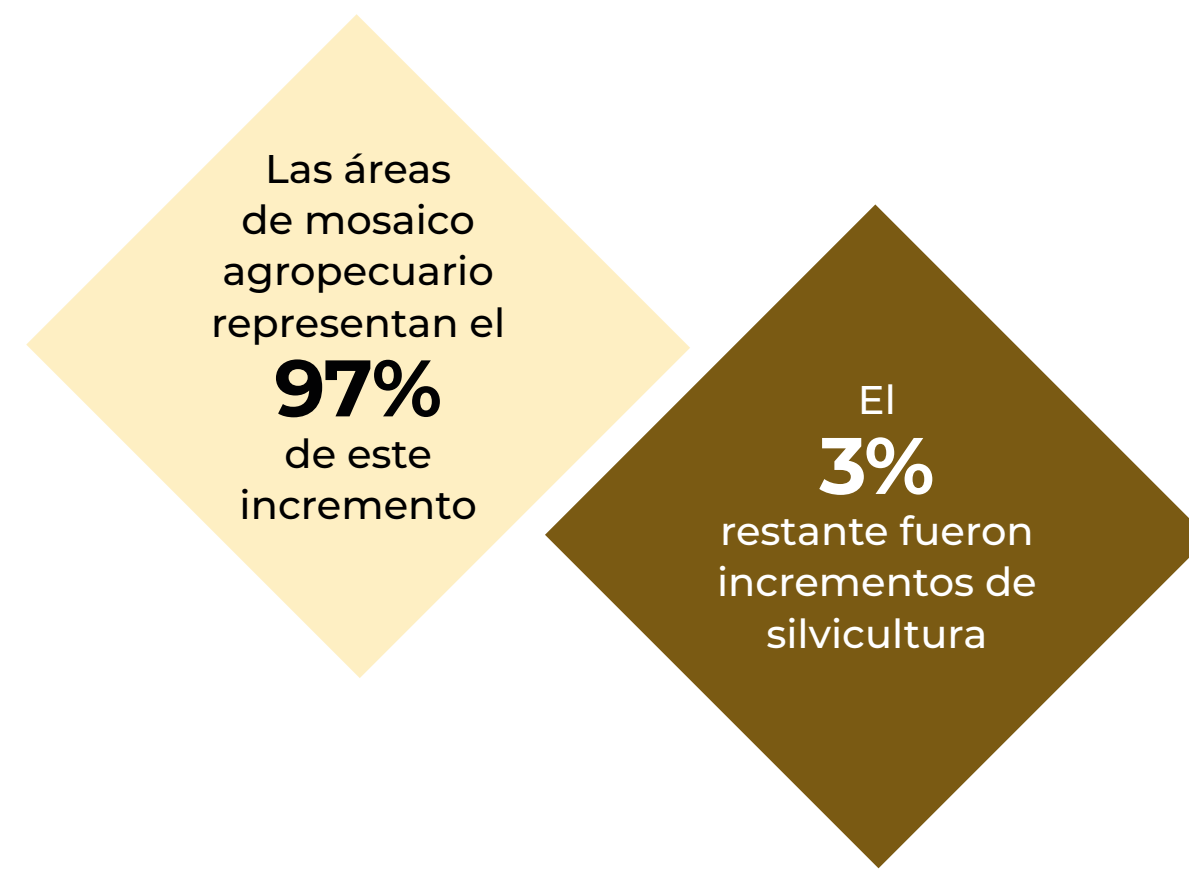 Las áreas
de mosaico
agropecuario
representan el
97%
de este
incremento
El
3%
restante fueron
incrementos de
silvicultura